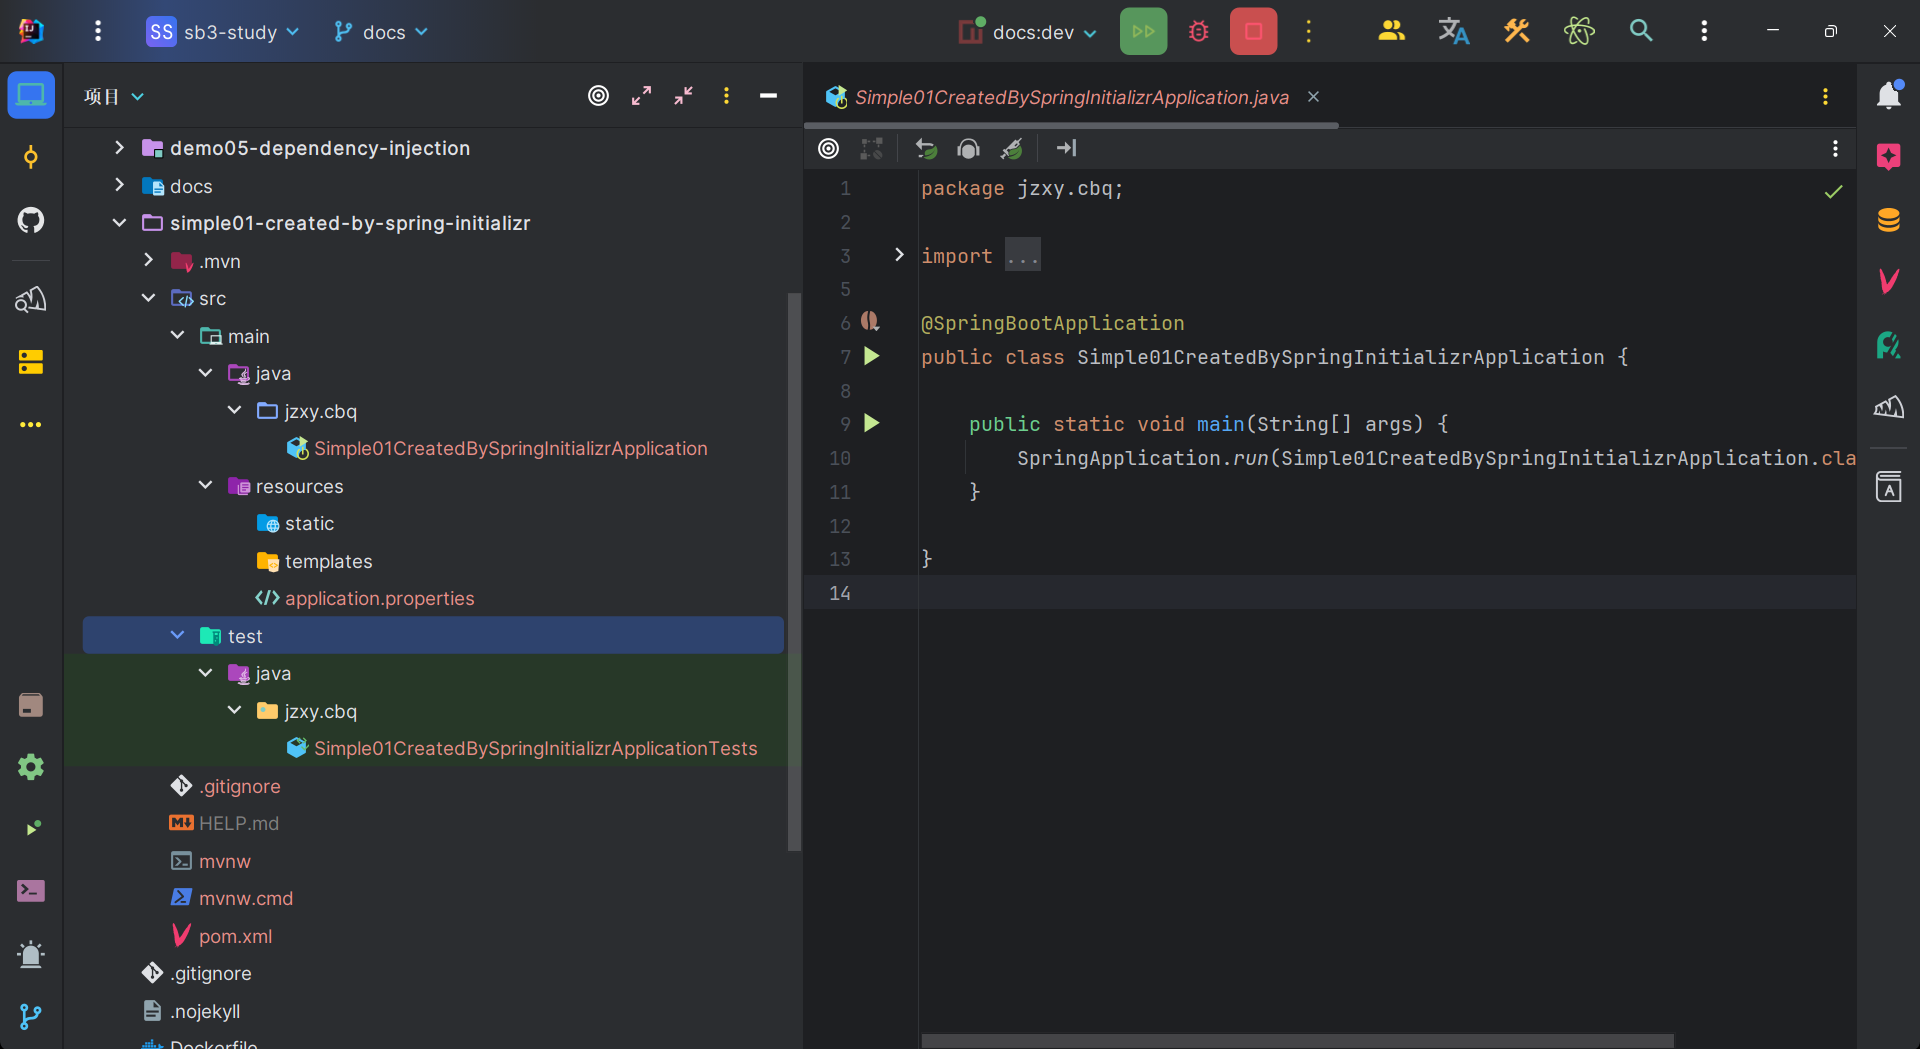 SS sb3-study docs docs:dev
项目
demo05-dependency-injection
docs
simple01-created-by-spring-initializr
.mvn
src
main
java
jzxy.cbq
Simple01CreatedBySpringInitializrApplication
resources
static
templates
application.properties
test
java
jzxy.cbq
Simple01CreatedBySpringInitializrApplicationTests
.gitignore
HELP.md
mvnw
mvnw.cmd
pom.xml
.gitignore
.nojekyll
Dockerfile
Simple01CreatedBySpringInitializrApplication.java
1 package jzxy.cbq;
2
3 import ...
5
6 @SpringBootApplication
7 public class Simple01CreatedBySpringInitializrApplication {
8
9 public static void main(String[] args) {
10 SpringApplication.run(Simple01CreatedBySpringInitializrApplication.cla
11 }
12
13 }
14